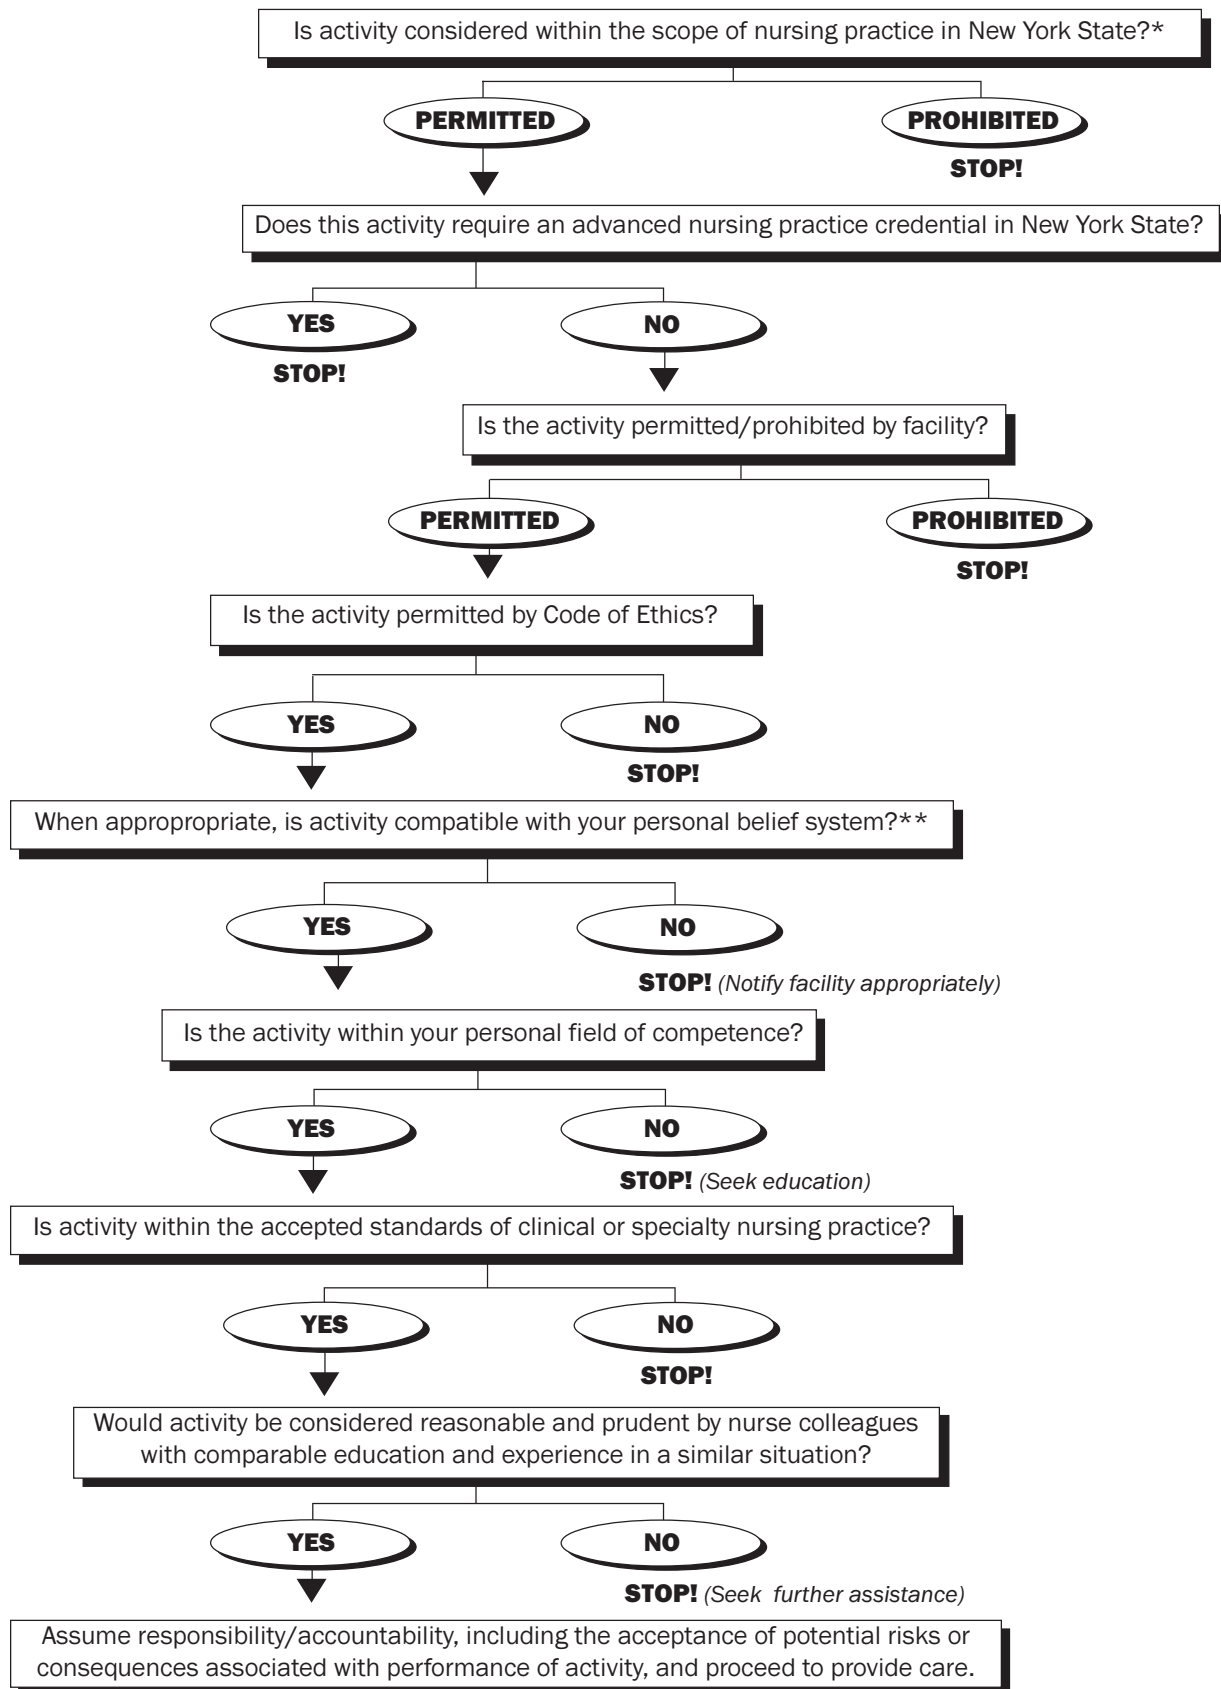 Is activity considered within the scope of nursing practice in New York State?*
PERMITTED
PROHIBITED
STOP!
Does this activity require an advanced nursing practice credential in New York State?
YES
NO
STOP!
Is the activity permitted/prohibited by facility?
PERMITTED
PROHIBITED
STOP!
Is the activity permitted by Code of Ethics?
YES
NO
STOP!
When appropropriate, is activity compatible with your personal belief system?**
YES
NO
STOP! (Notify facility appropriately)
Is the activity within your personal field of competence?
YES
NO
STOP! (Seek education)
Is activity within the accepted standards of clinical or specialty nursing practice?
YES
NO
STOP!
Would activity be considered reasonable and prudent by nurse colleagues
with comparable education and experience in a similar situation?
YES
NO
STOP! (Seek further assistance)
Assume responsibility/accountability, including the acceptance of potential risks or
consequences associated with performance of activity, and proceed to provide care.